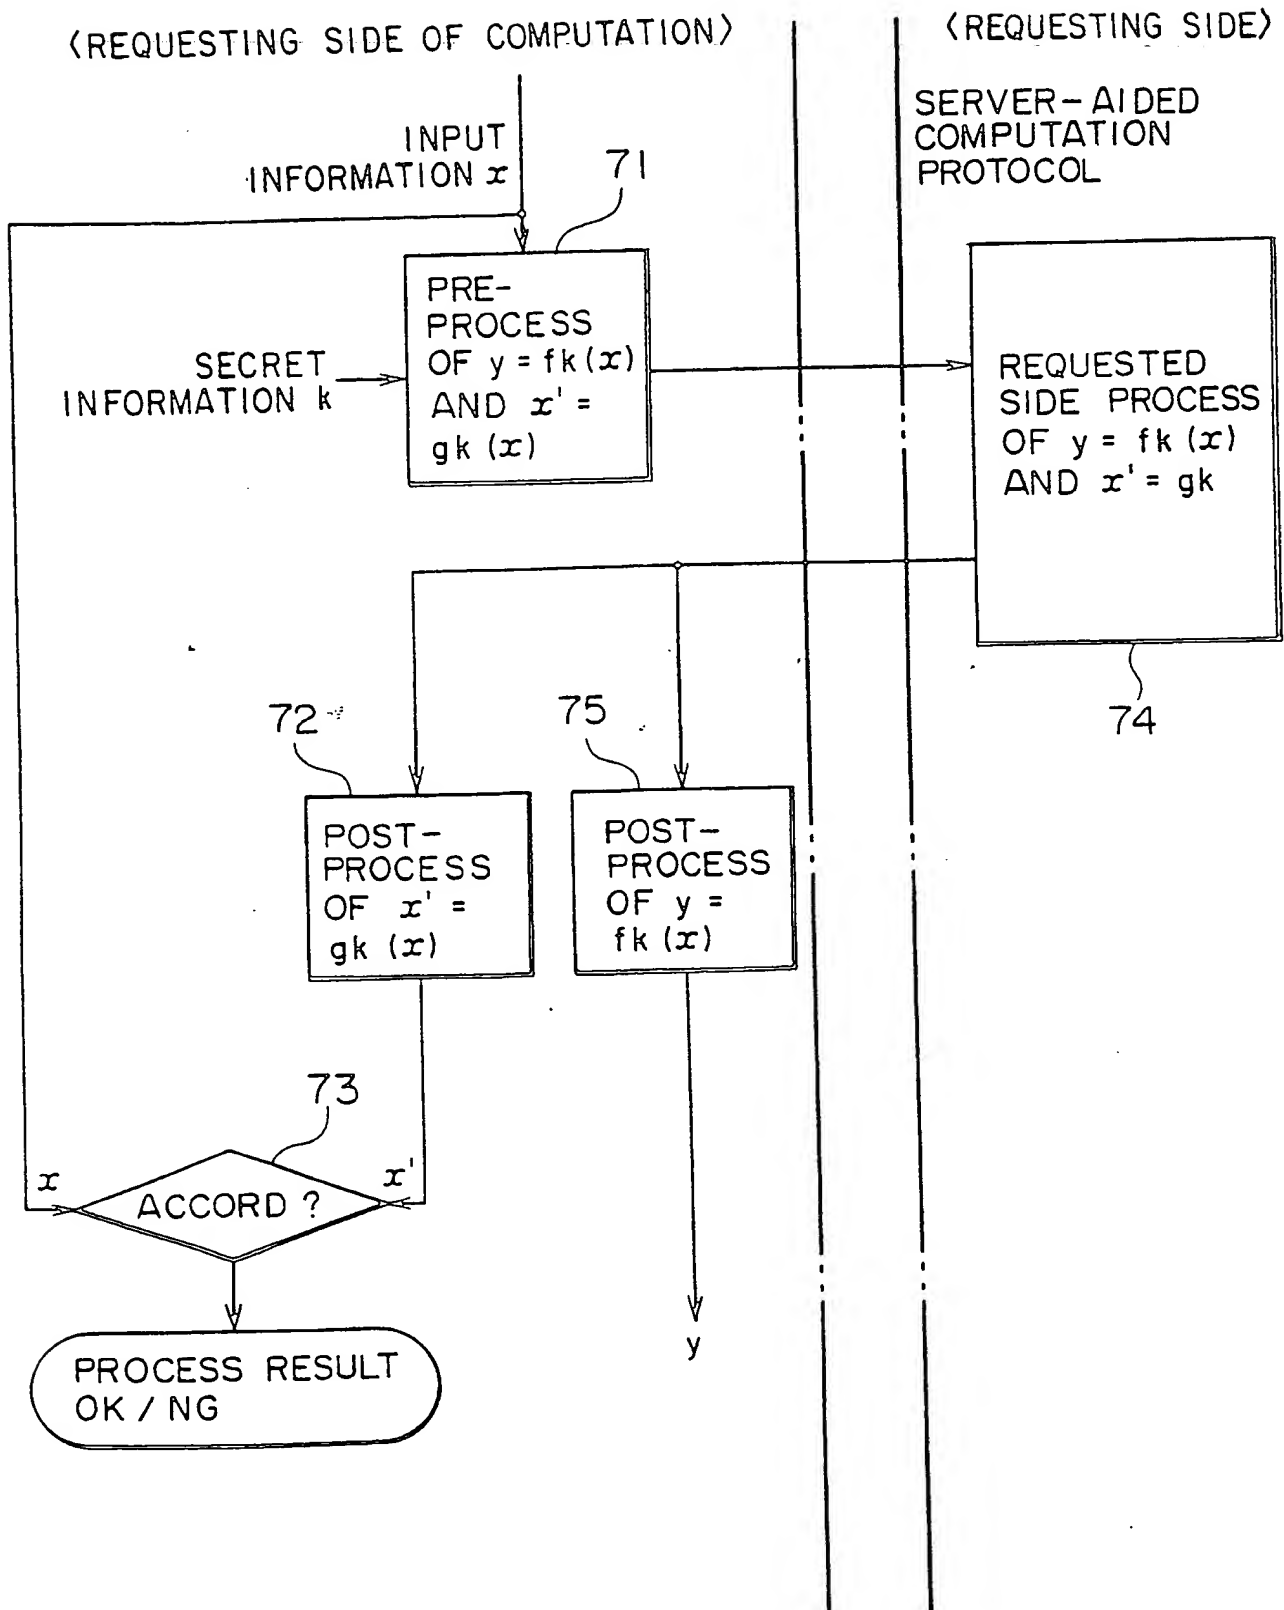 〈REQUESTING SIDE OF COMPUTATION〉
〈REQUESTING SIDE〉
SERVER-AIDED
COMPUTATION
PROTOCOL
INPUT
INFORMATION x
71
PRE-
PROCESS
OF y = fk(x)
AND x' =
gk (x)
SECRET
INFORMATION k
REQUESTED
SIDE PROCESS
OF y = fk (x)
AND x' = gk
74
72
75
POST-
PROCESS
OF x' =
gk (x)
POST-
PROCESS
OF y =
fk (x)
73
x
x'
ACCORD ?
y
PROCESS RESULT
OK / NG